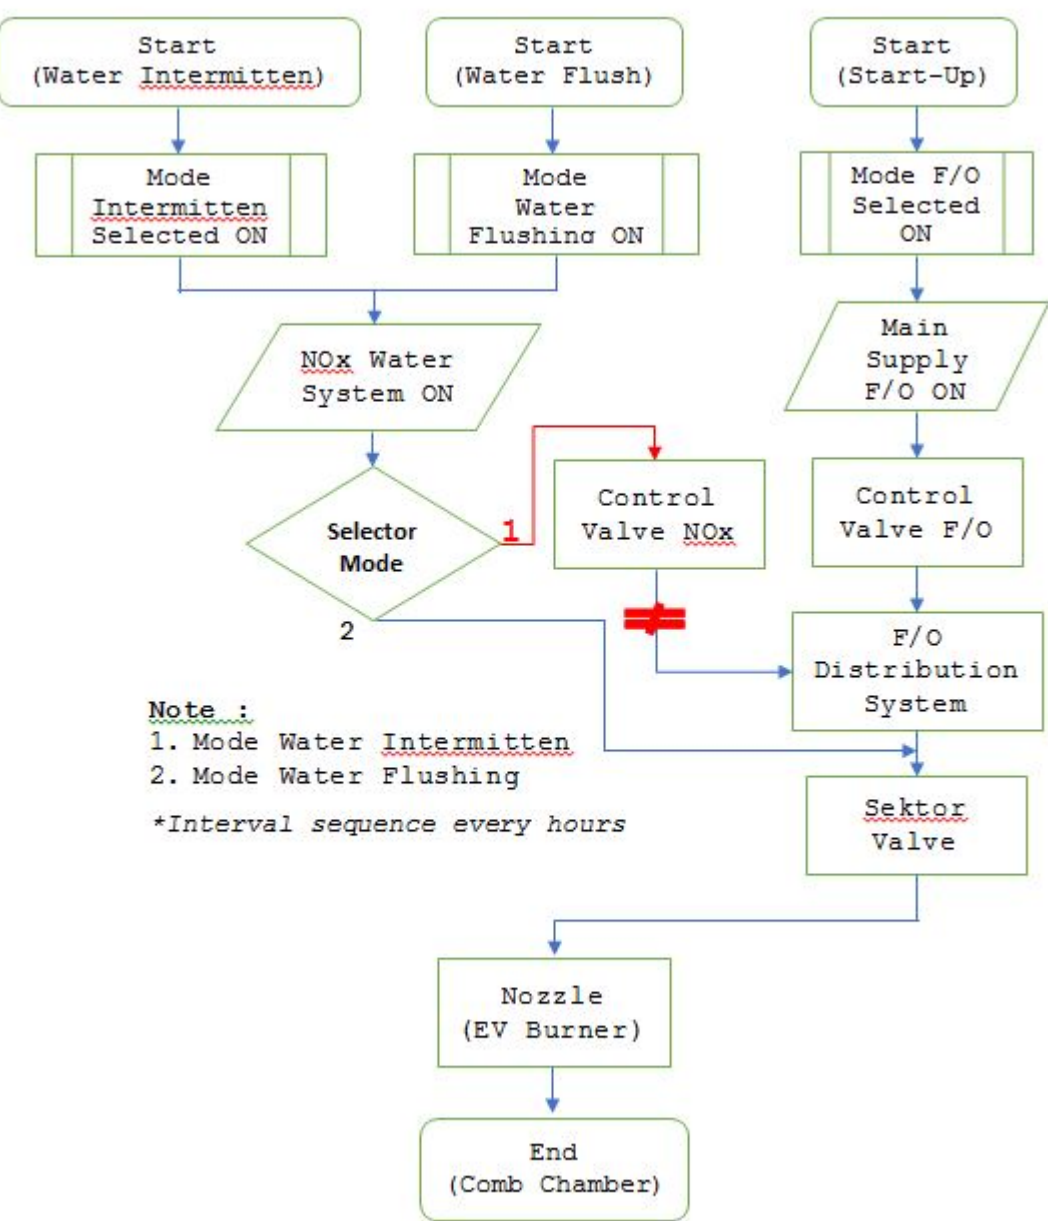 Start
(Water Intermitten)
Start
(Water Flush)
Start
(Start-Up)
Mode
Intermitten
Selected ON
Mode
Water
Flushing ON
Mode F/O
Selected
ON
NOx Water
System ON
Main
Supply
F/O ON
Selector
Mode
1
2
Control
Valve NOx
Control
Valve F/O
F/O
Distribution
System
Note :
1. Mode Water Intermitten
2. Mode Water Flushing
*Interval sequence every hours
Sektor
Valve
Nozzle
(EV Burner)
End
(Comb Chamber)